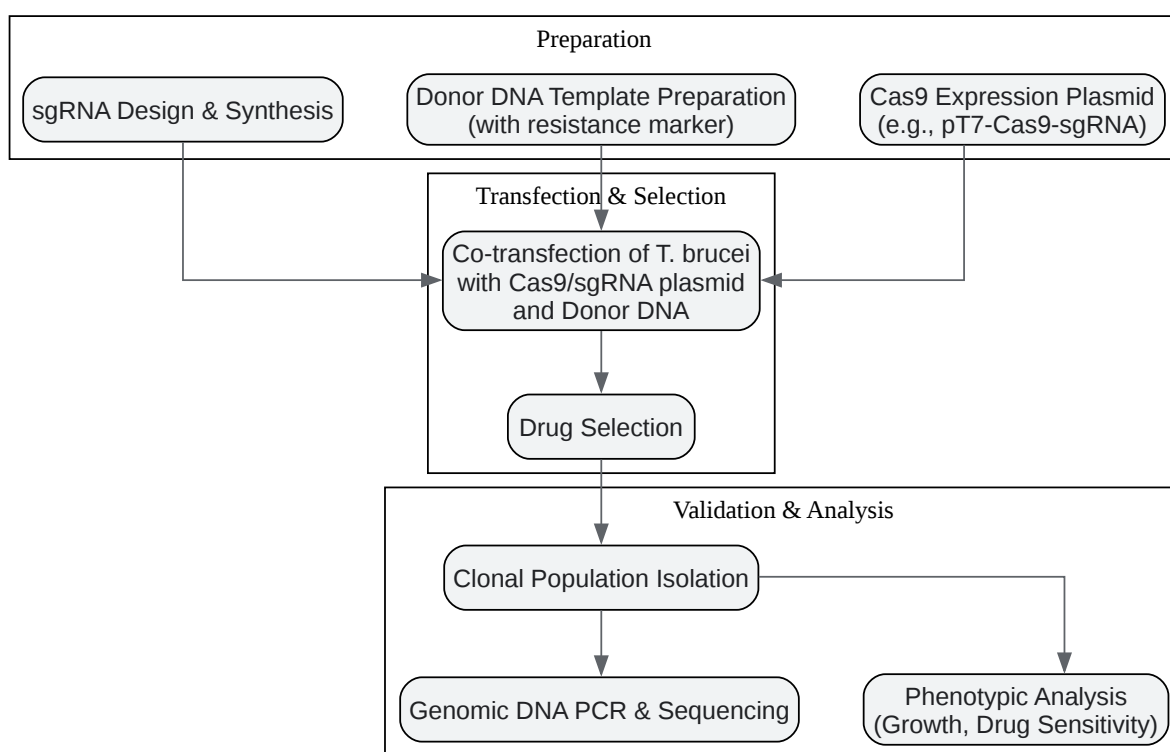 Preparation
sgRNA Design & Synthesis
Donor DNA Template Preparation
(with resistance marker)
Cas9 Expression Plasmid
(e.g., pT7-Cas9-sgRNA)
Transfection & Selection
Co-transfection of T. brucei
with Cas9/sgRNA plasmid
and Donor DNA
Drug Selection
Validation & Analysis
Clonal Population Isolation
Genomic DNA PCR & Sequencing
Phenotypic Analysis
(Growth, Drug Sensitivity)